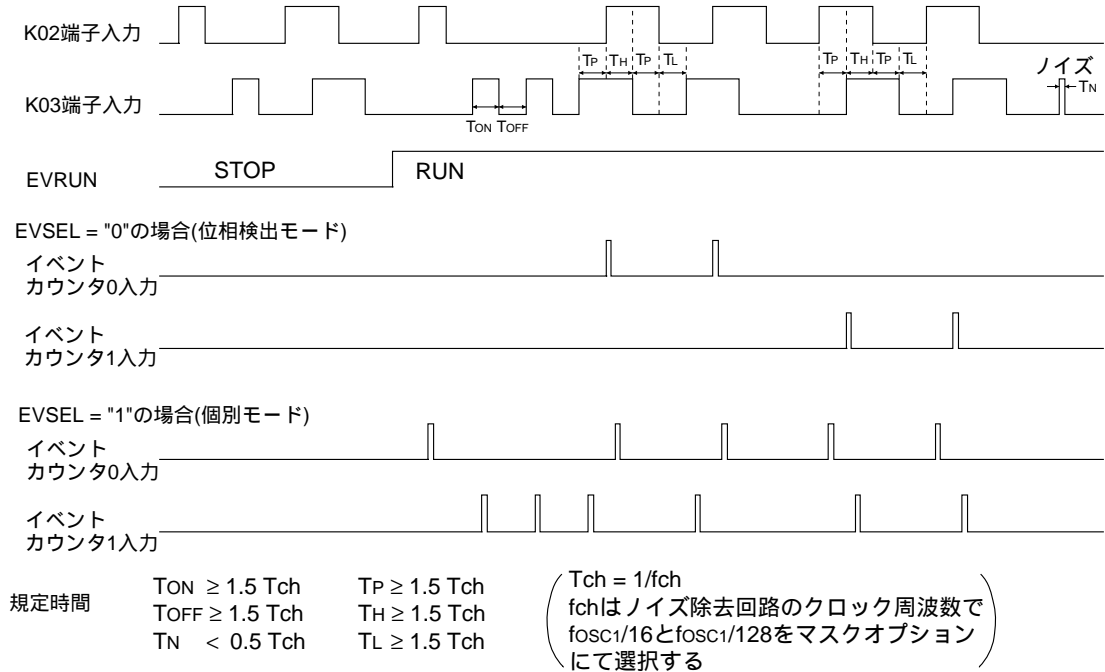 K02端子入力
TP TH TP TL TP TH TP TL
ノイズ
TN
K03端子入力
TON TOFF
EVRUN STOP RUN
EVSEL = "0"の場合(位相検出モード)
イベント
カウンタ0入力
イベント
カウンタ1入力
EVSEL = "1"の場合(個別モード)
イベント
カウンタ0入力
イベント
カウンタ1入力
規定時間
TON ≥ 1.5 Tch TP ≥ 1.5 Tch
TOFF ≥ 1.5 Tch TH ≥ 1.5 Tch
TN < 0.5 Tch TL ≥ 1.5 Tch
Tch = 1/fch
fchはノイズ除去回路のクロック周波数で
fOSC1/16とfOSC1/128をマスクオプション
にて選択する